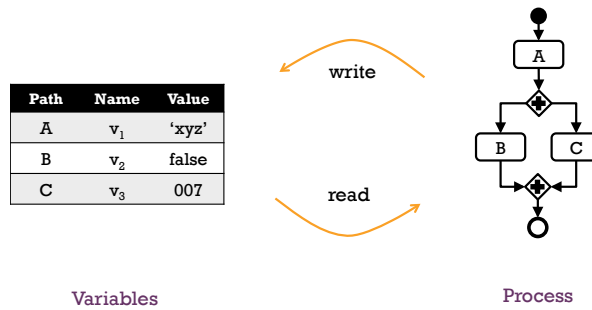 Path Name Value
A v₁ 'xyz'
B v₂ false
C v₃ 007
Variables
write
read
A
B C
Process